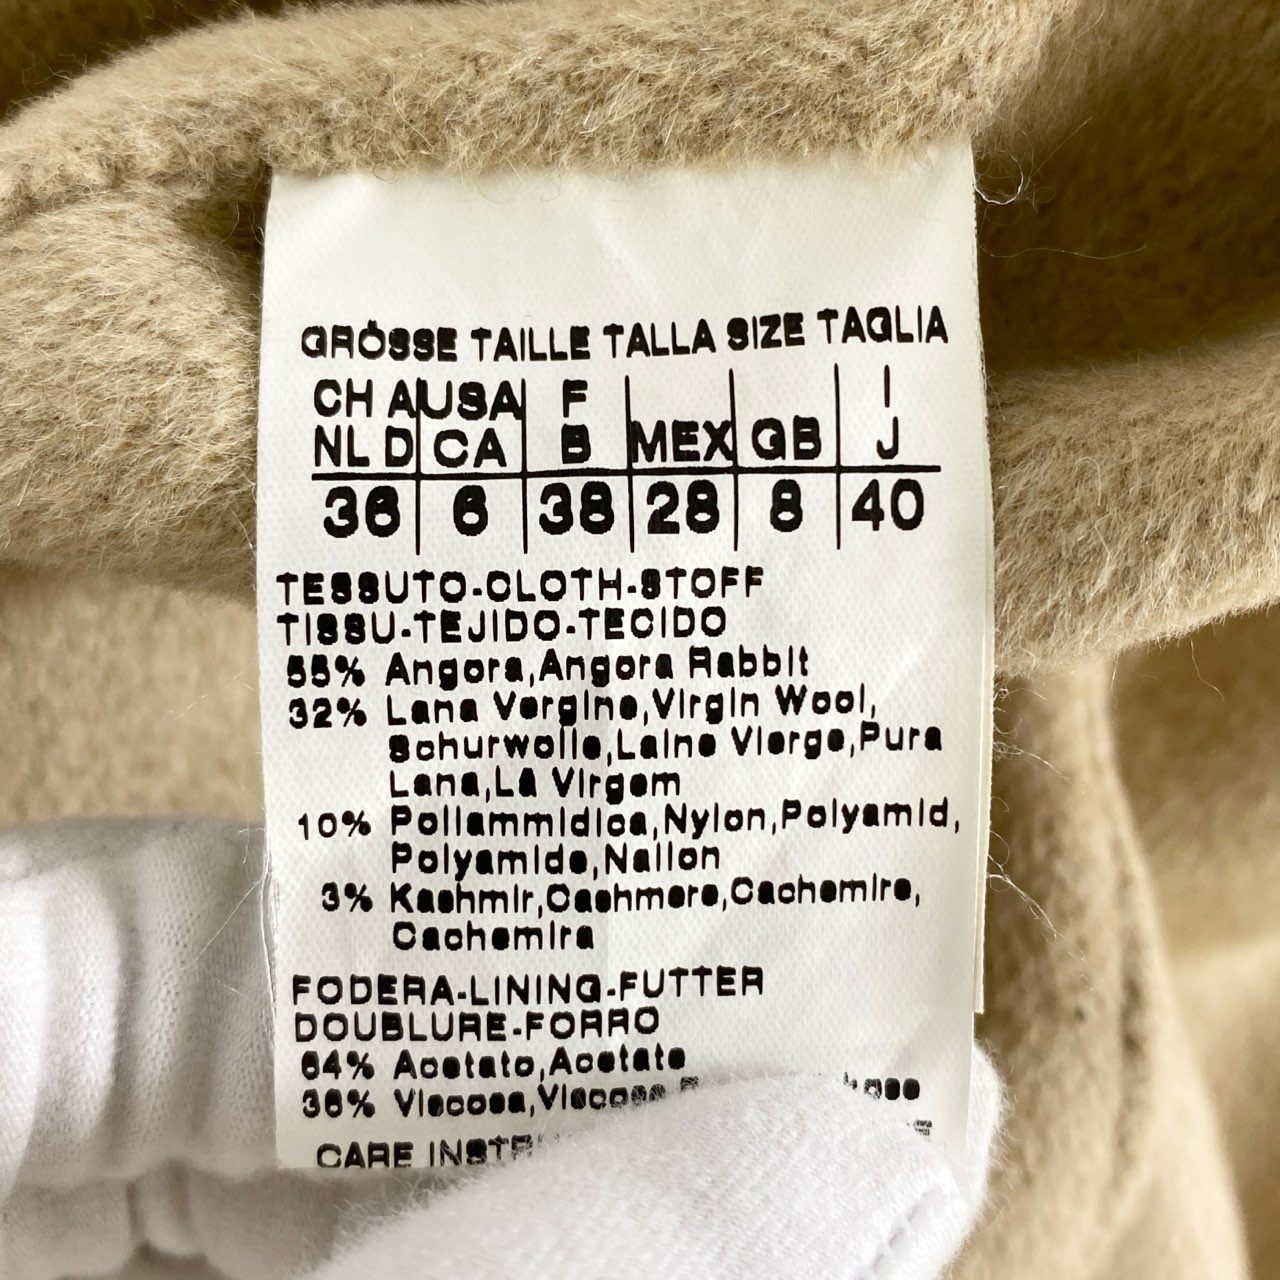 GRÖSSE TAILLE TALLA SIZE TAGLIA
CH A USA F I
NL D CA B MEX GB J
36 6 38 28 8 40
TESSUTO-CLOTH-STOFF
TISSU-TEJIDO-TECIDO
55% Angora,Angora Rabbit
32% Lana Vergine,Virgin Wool,
Schurwolle,Laine Vierge,Pura
Lana,LA Virgem
10% Poliammidica,Nylon,Polyamid,
Polyamide,Nailon
3% Kashmir,Cashmere,Cachemire,
Cachemira
FODERA-LINING-FUTTER
DOUBLURE-FORRO
64% Acetato,Acetate
36% Viscosa,Viscose
CARE